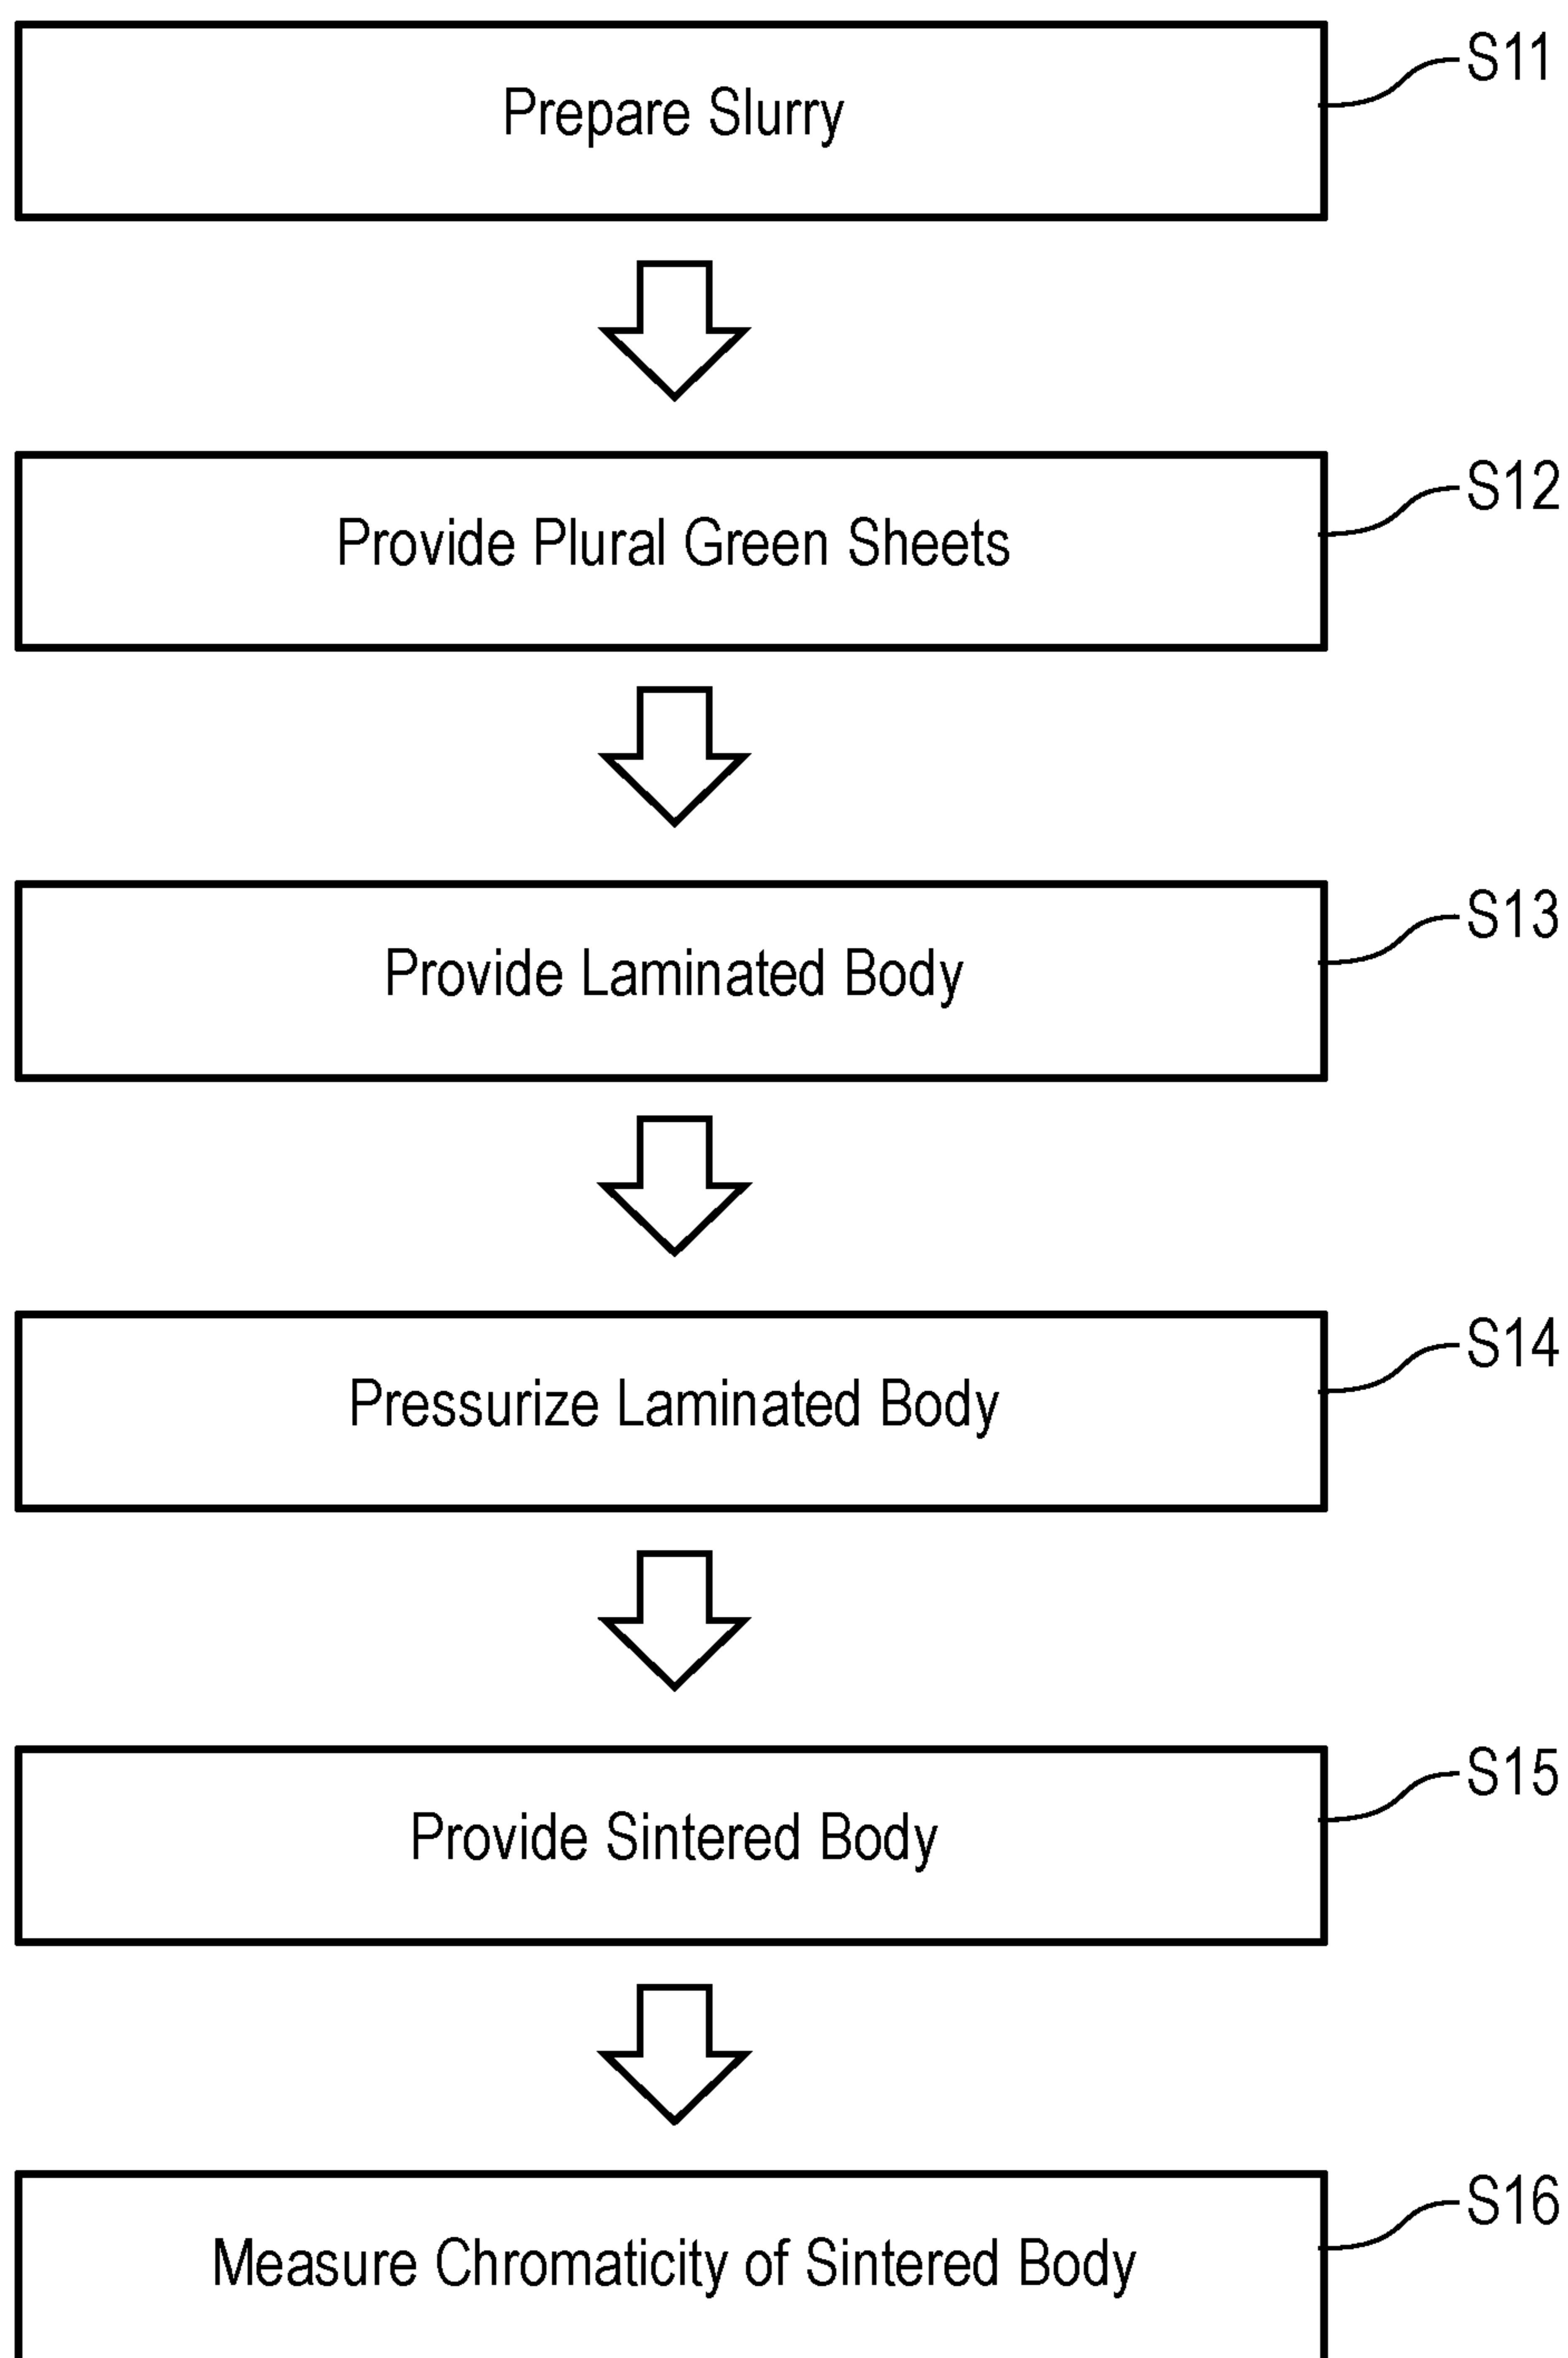 S11
Prepare Slurry
S12
Provide Plural Green Sheets
S13
Provide Laminated Body
S14
Pressurize Laminated Body
S15
Provide Sintered Body
S16
Measure Chromaticity of Sintered Body